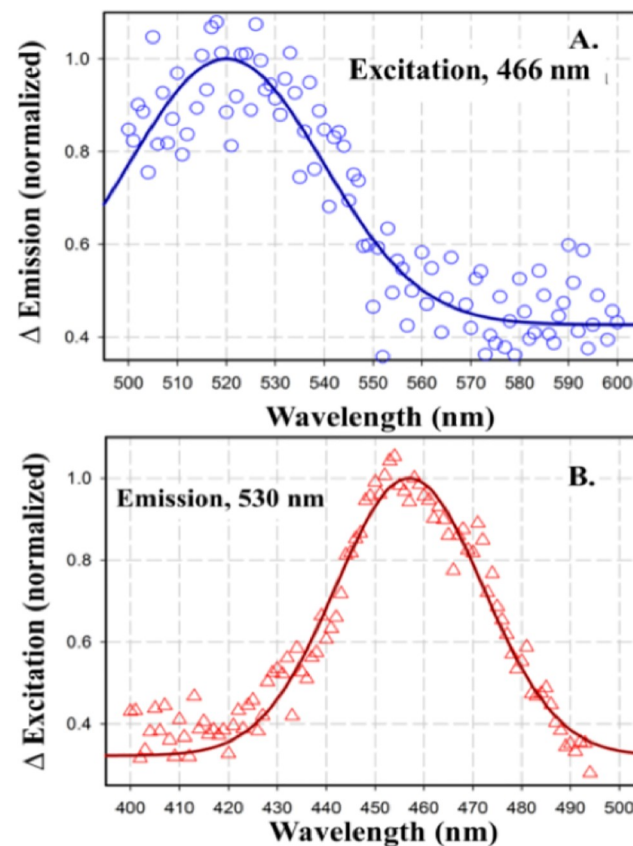 A.
Excitation, 466 nm
Δ Emission (normalized)
1.0
0.8
0.6
0.4
500 510 520 530 540 550 560 570 580 590 600
Wavelength (nm)
B.
Emission, 530 nm
Δ Excitation (normalized)
1.0
0.8
0.6
0.4
400 410 420 430 440 450 460 470 480 490 500
Wavelength (nm)